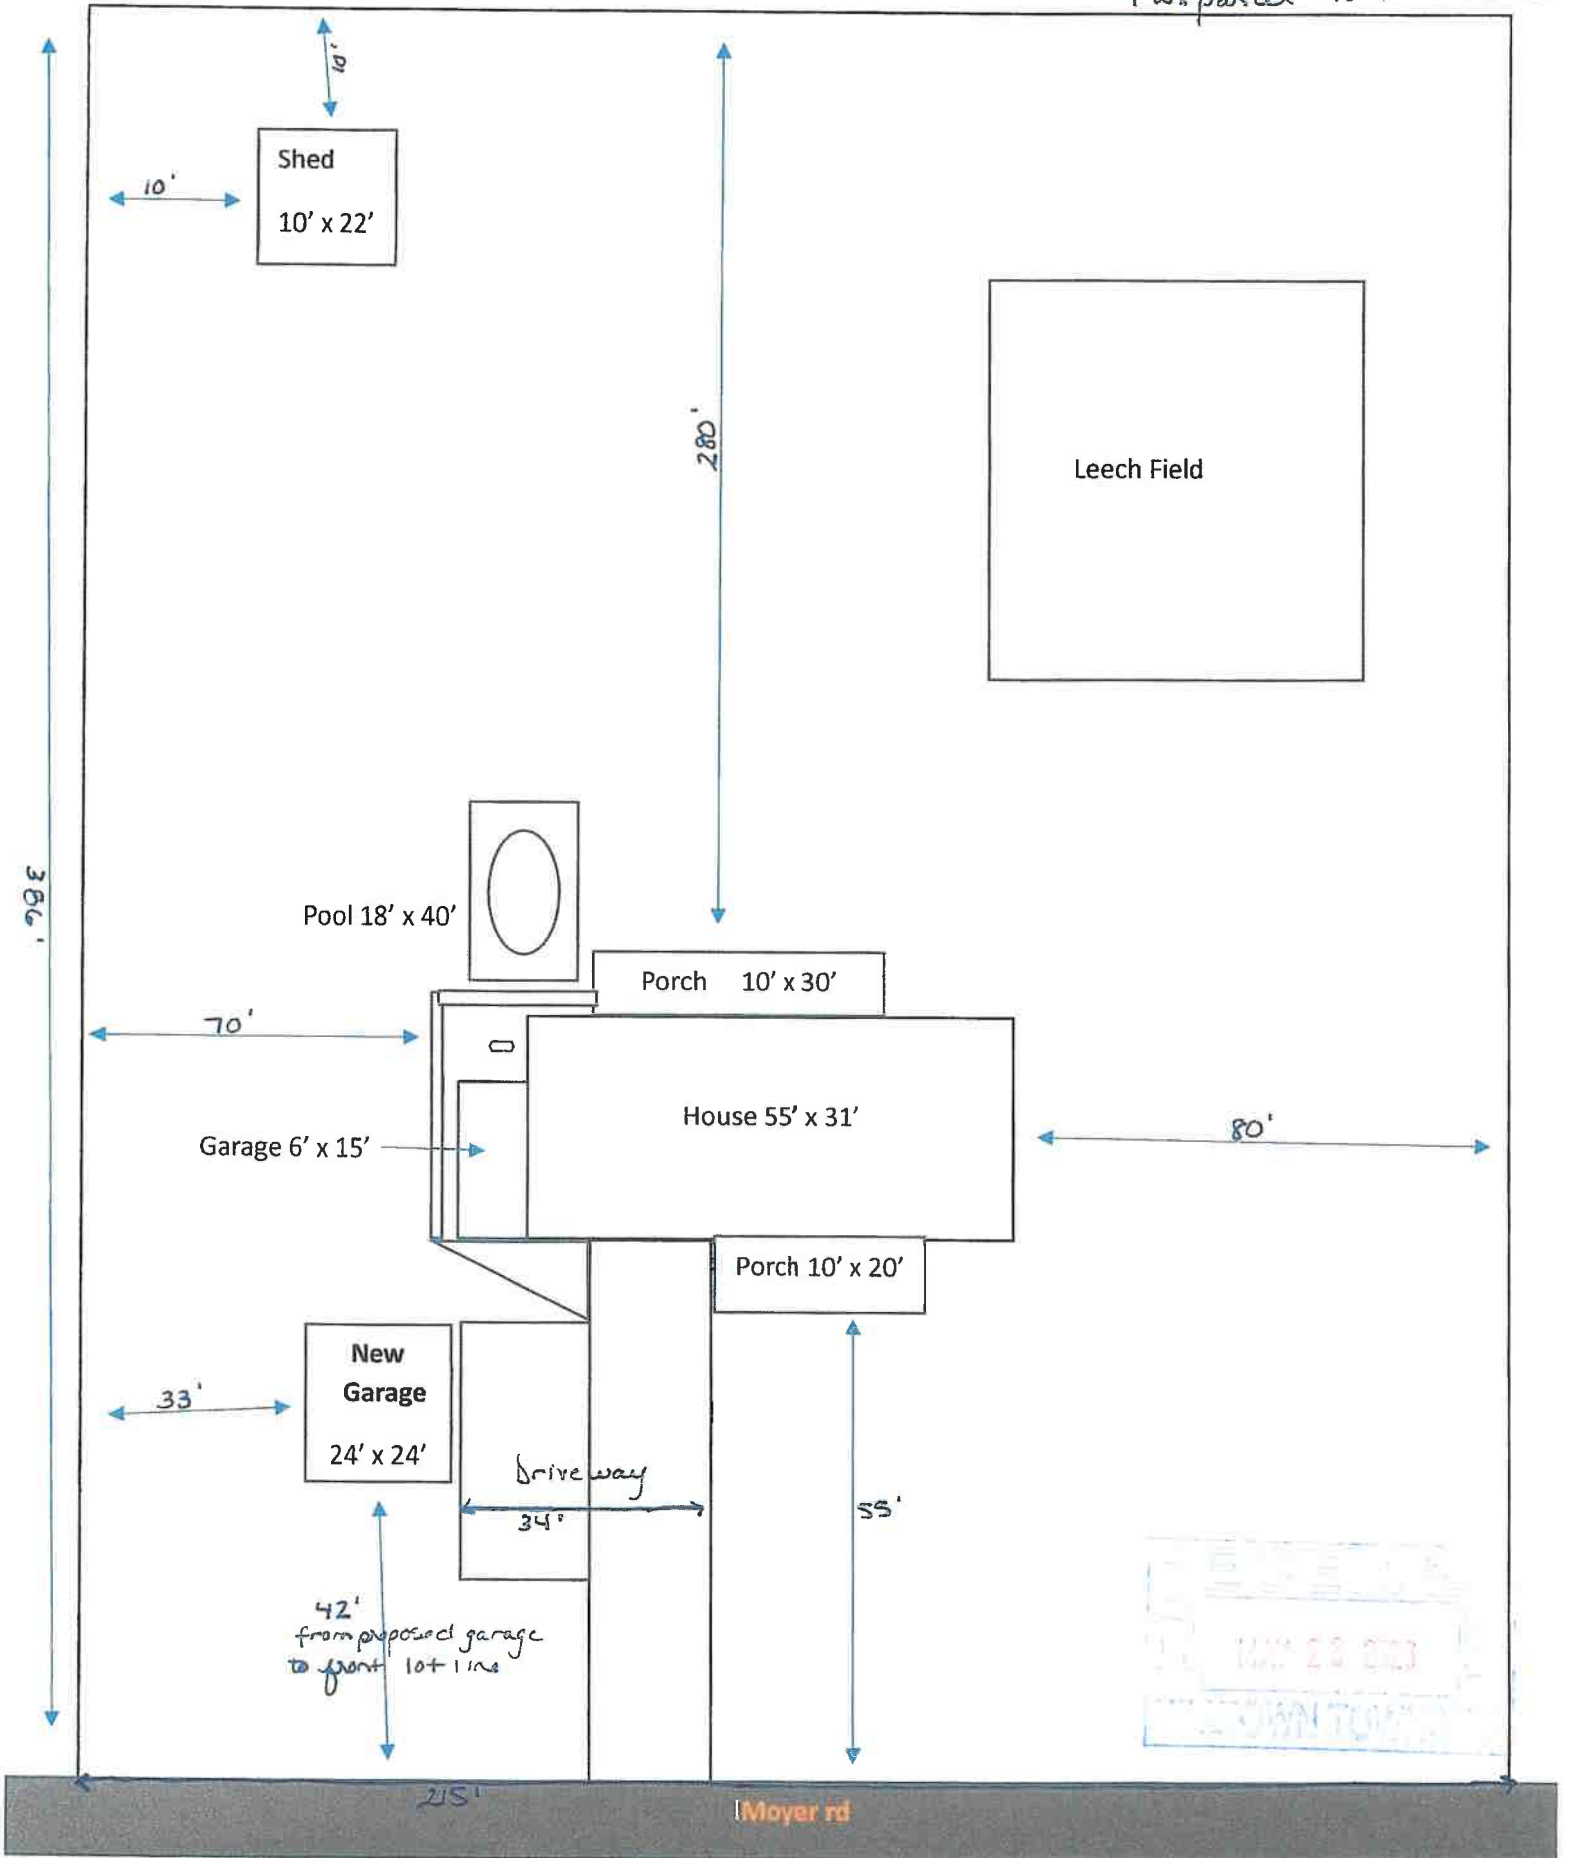 10'
Shed
10'
10' x 22'
280'
Leech Field
386'
Pool 18' x 40'
Porch 10' x 30'
70'
House 55' x 31'
Garage 6' x 15'
80'
Porch 10' x 20'
New
Garage
33'
24' x 24'
Driveway
34'
55'
42'
from proposed garage
to front lot line
215'
Moyer rd